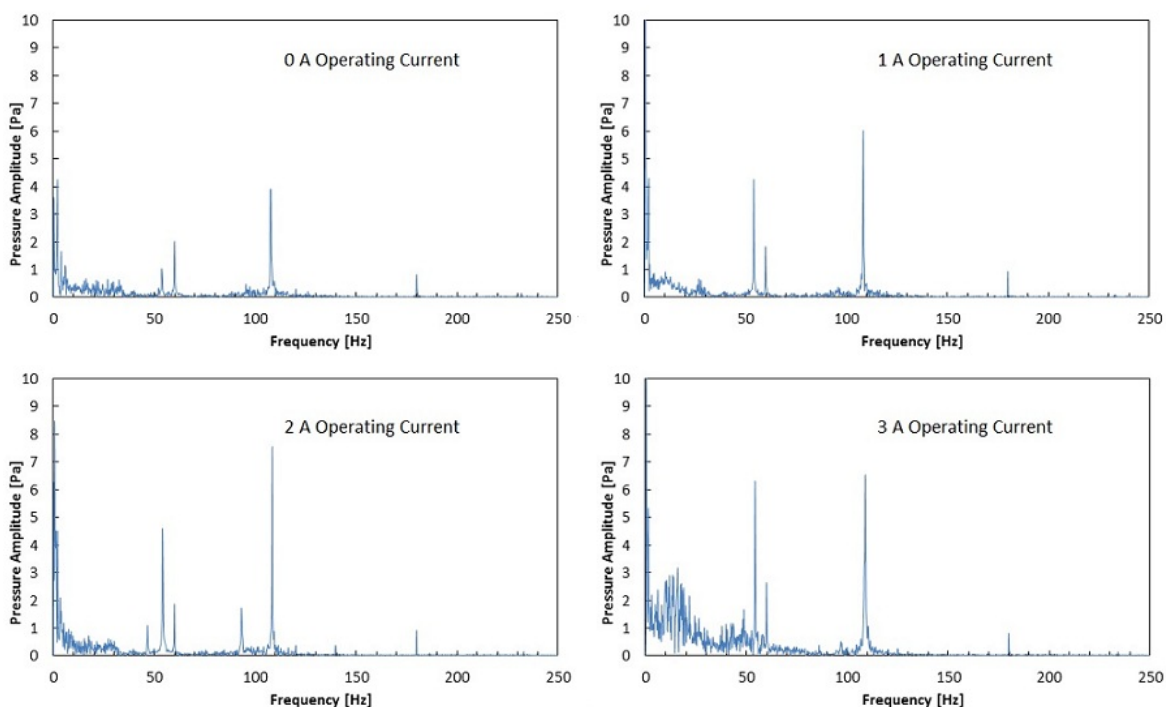 10
9
8
7
6
5
4
3
2
1
0
Pressure Amplitude [Pa]
0 A Operating Current
0 50 100 150 200 250
Frequency [Hz]
10
9
8
7
6
5
4
3
2
1
0
Pressure Amplitude [Pa]
1 A Operating Current
0 50 100 150 200 250
Frequency [Hz]
10
9
8
7
6
5
4
3
2
1
0
Pressure Amplitude [Pa]
2 A Operating Current
0 50 100 150 200 250
Frequency [Hz]
10
9
8
7
6
5
4
3
2
1
0
Pressure Amplitude [Pa]
3 A Operating Current
0 50 100 150 200 250
Frequency [Hz]